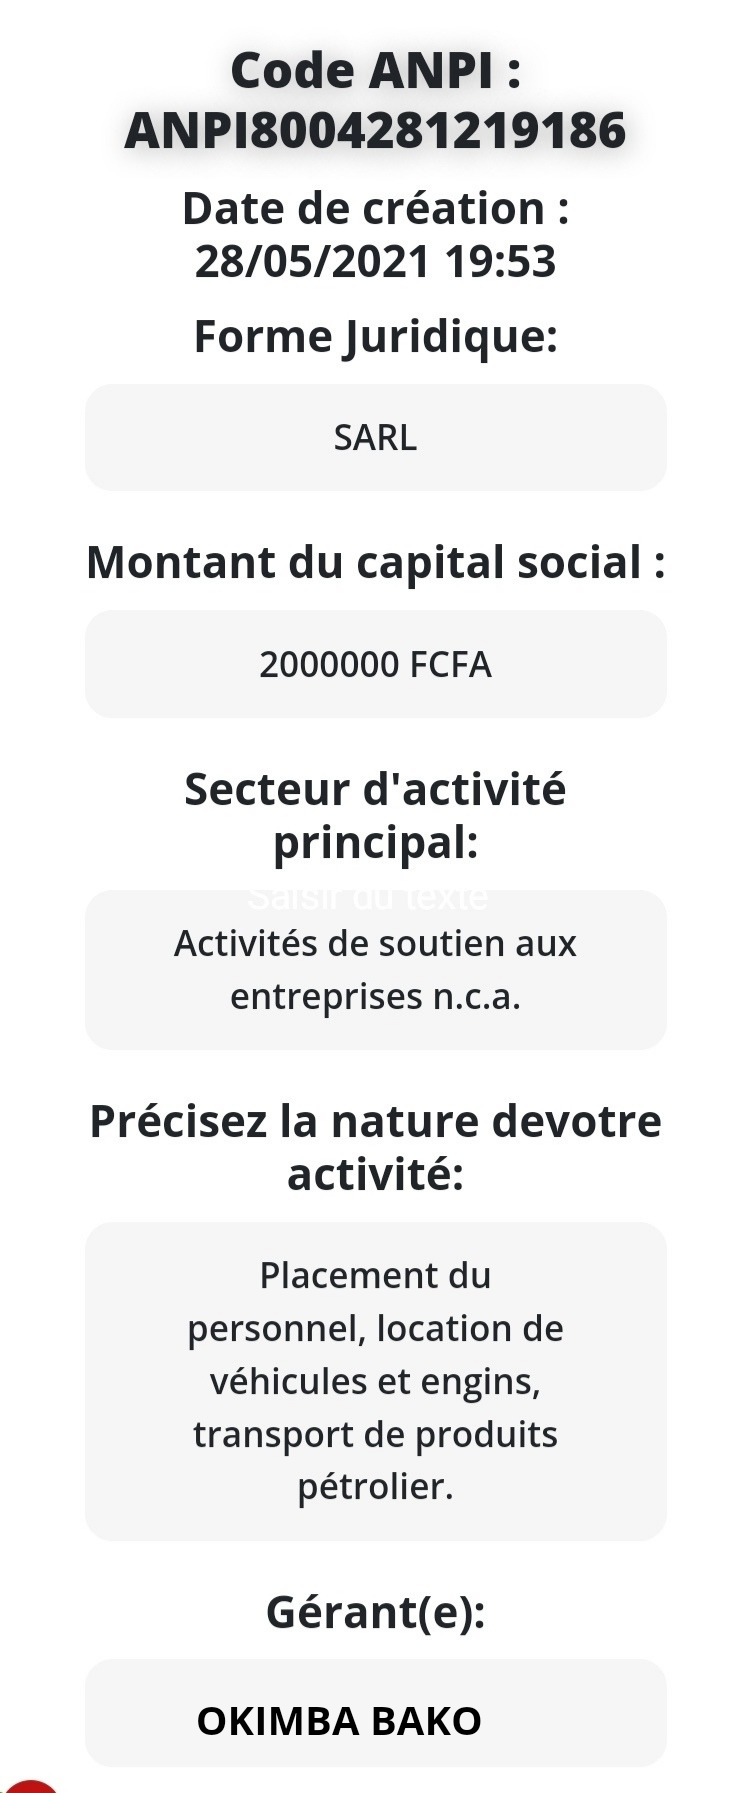 Code ANPI :
ANPI8004281219186
Date de création :
28/05/2021 19:53
Forme Juridique:
SARL
Montant du capital social :
2000000 FCFA
Secteur d'activité
principal:
Saisir du texte
Activités de soutien aux
entreprises n.c.a.
Précisez la nature devotre
activité:
Placement du
personnel, location de
véhicules et engins,
transport de produits
pétrolier.
Gérant(e):
OKIMBA BAKO